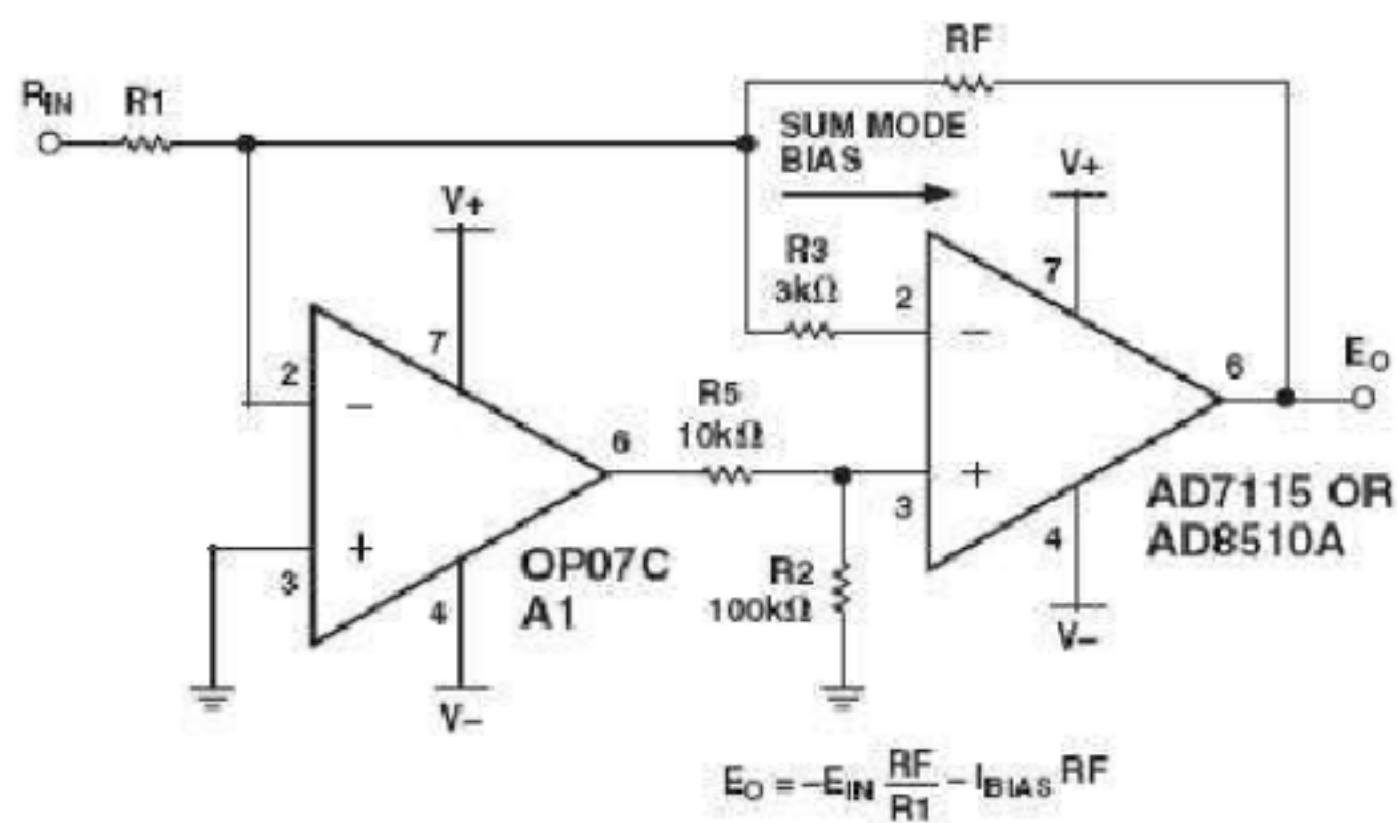 RF
RIN
R1
SUM MODE
BIAS
V+
V+
R3
3kΩ
7
2
−
7
2
−
6
EO
R5
10kΩ
6
+
3
AD7115 OR
AD8510A
4
V−
+
3
OP07C
A1
4
R2
100kΩ
V−
EO = −EIN RF/R1 − IBIAS RF